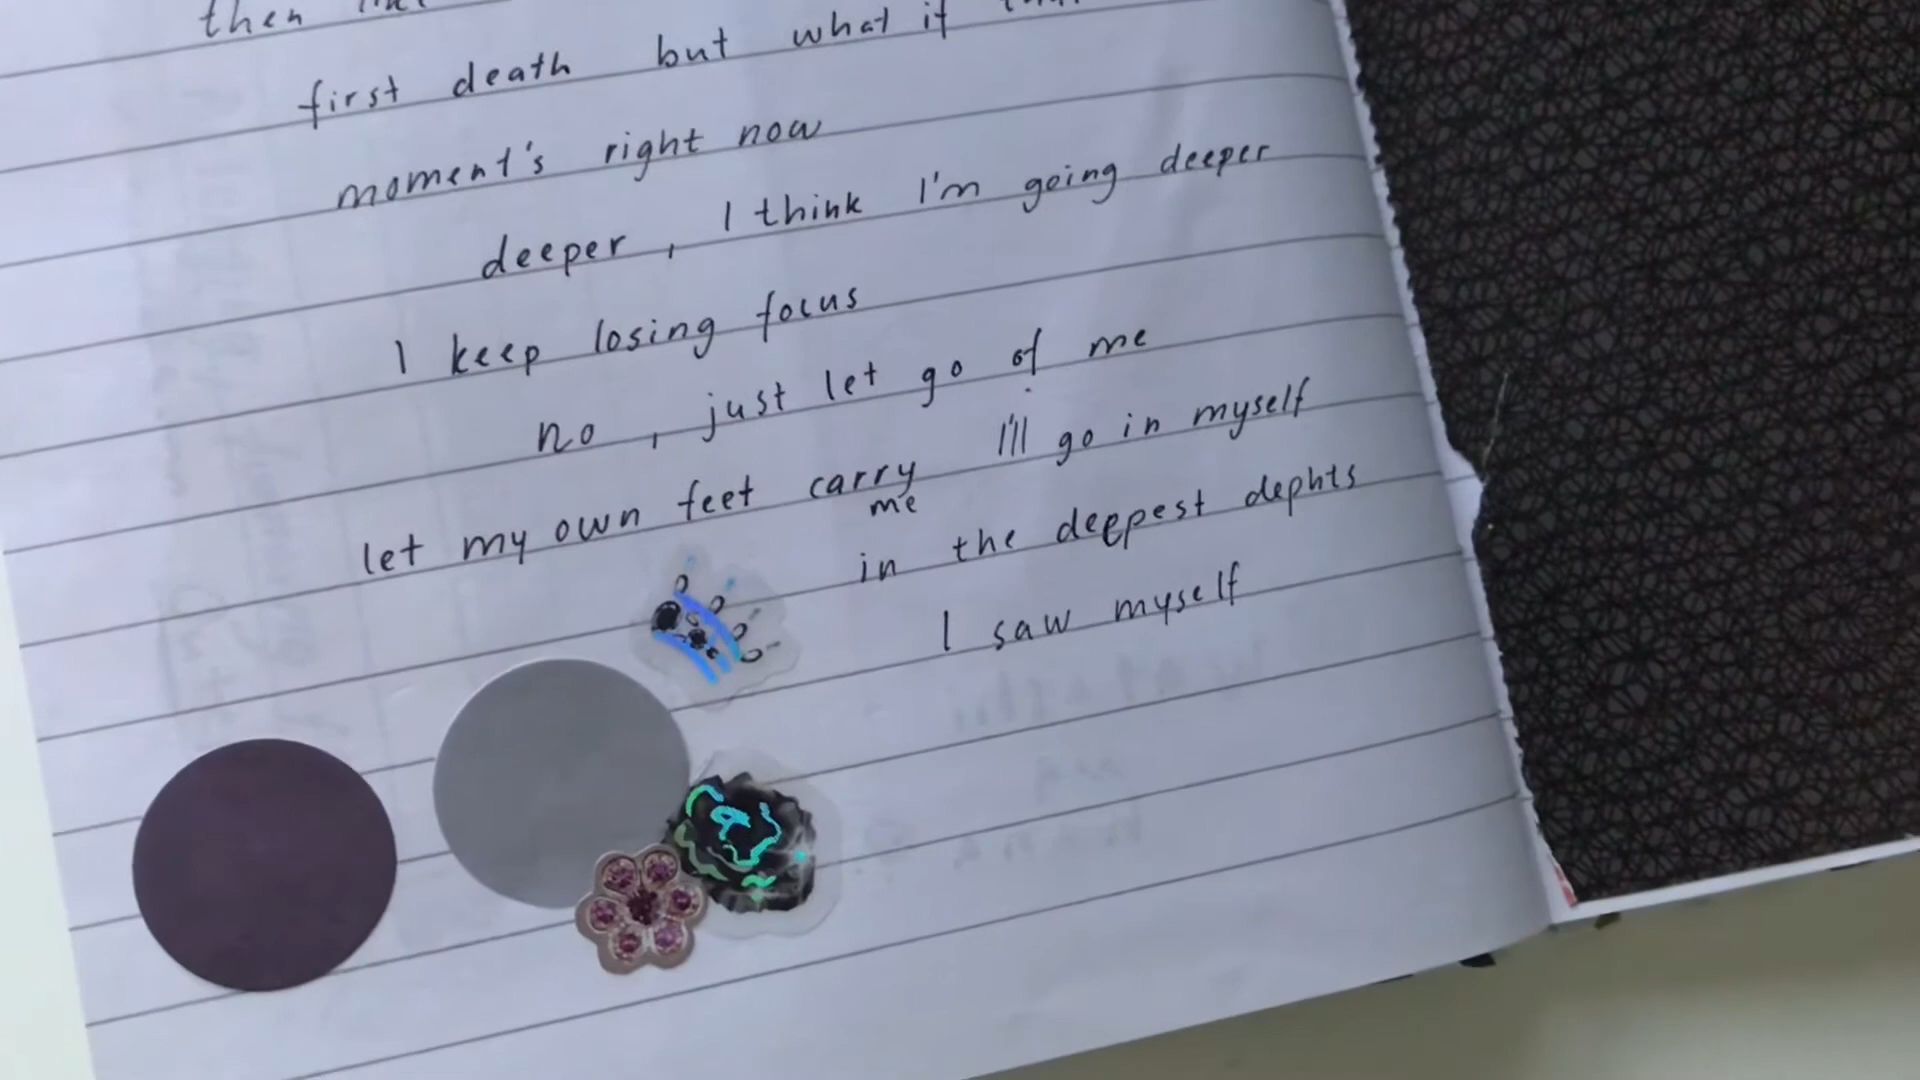 then
first death but what if
moment's right now
deeper, I think I'm going deeper
I keep losing focus
no, just let go of me
let my own feet carry me I'll go in myself
in the deepest dephts
I saw myself